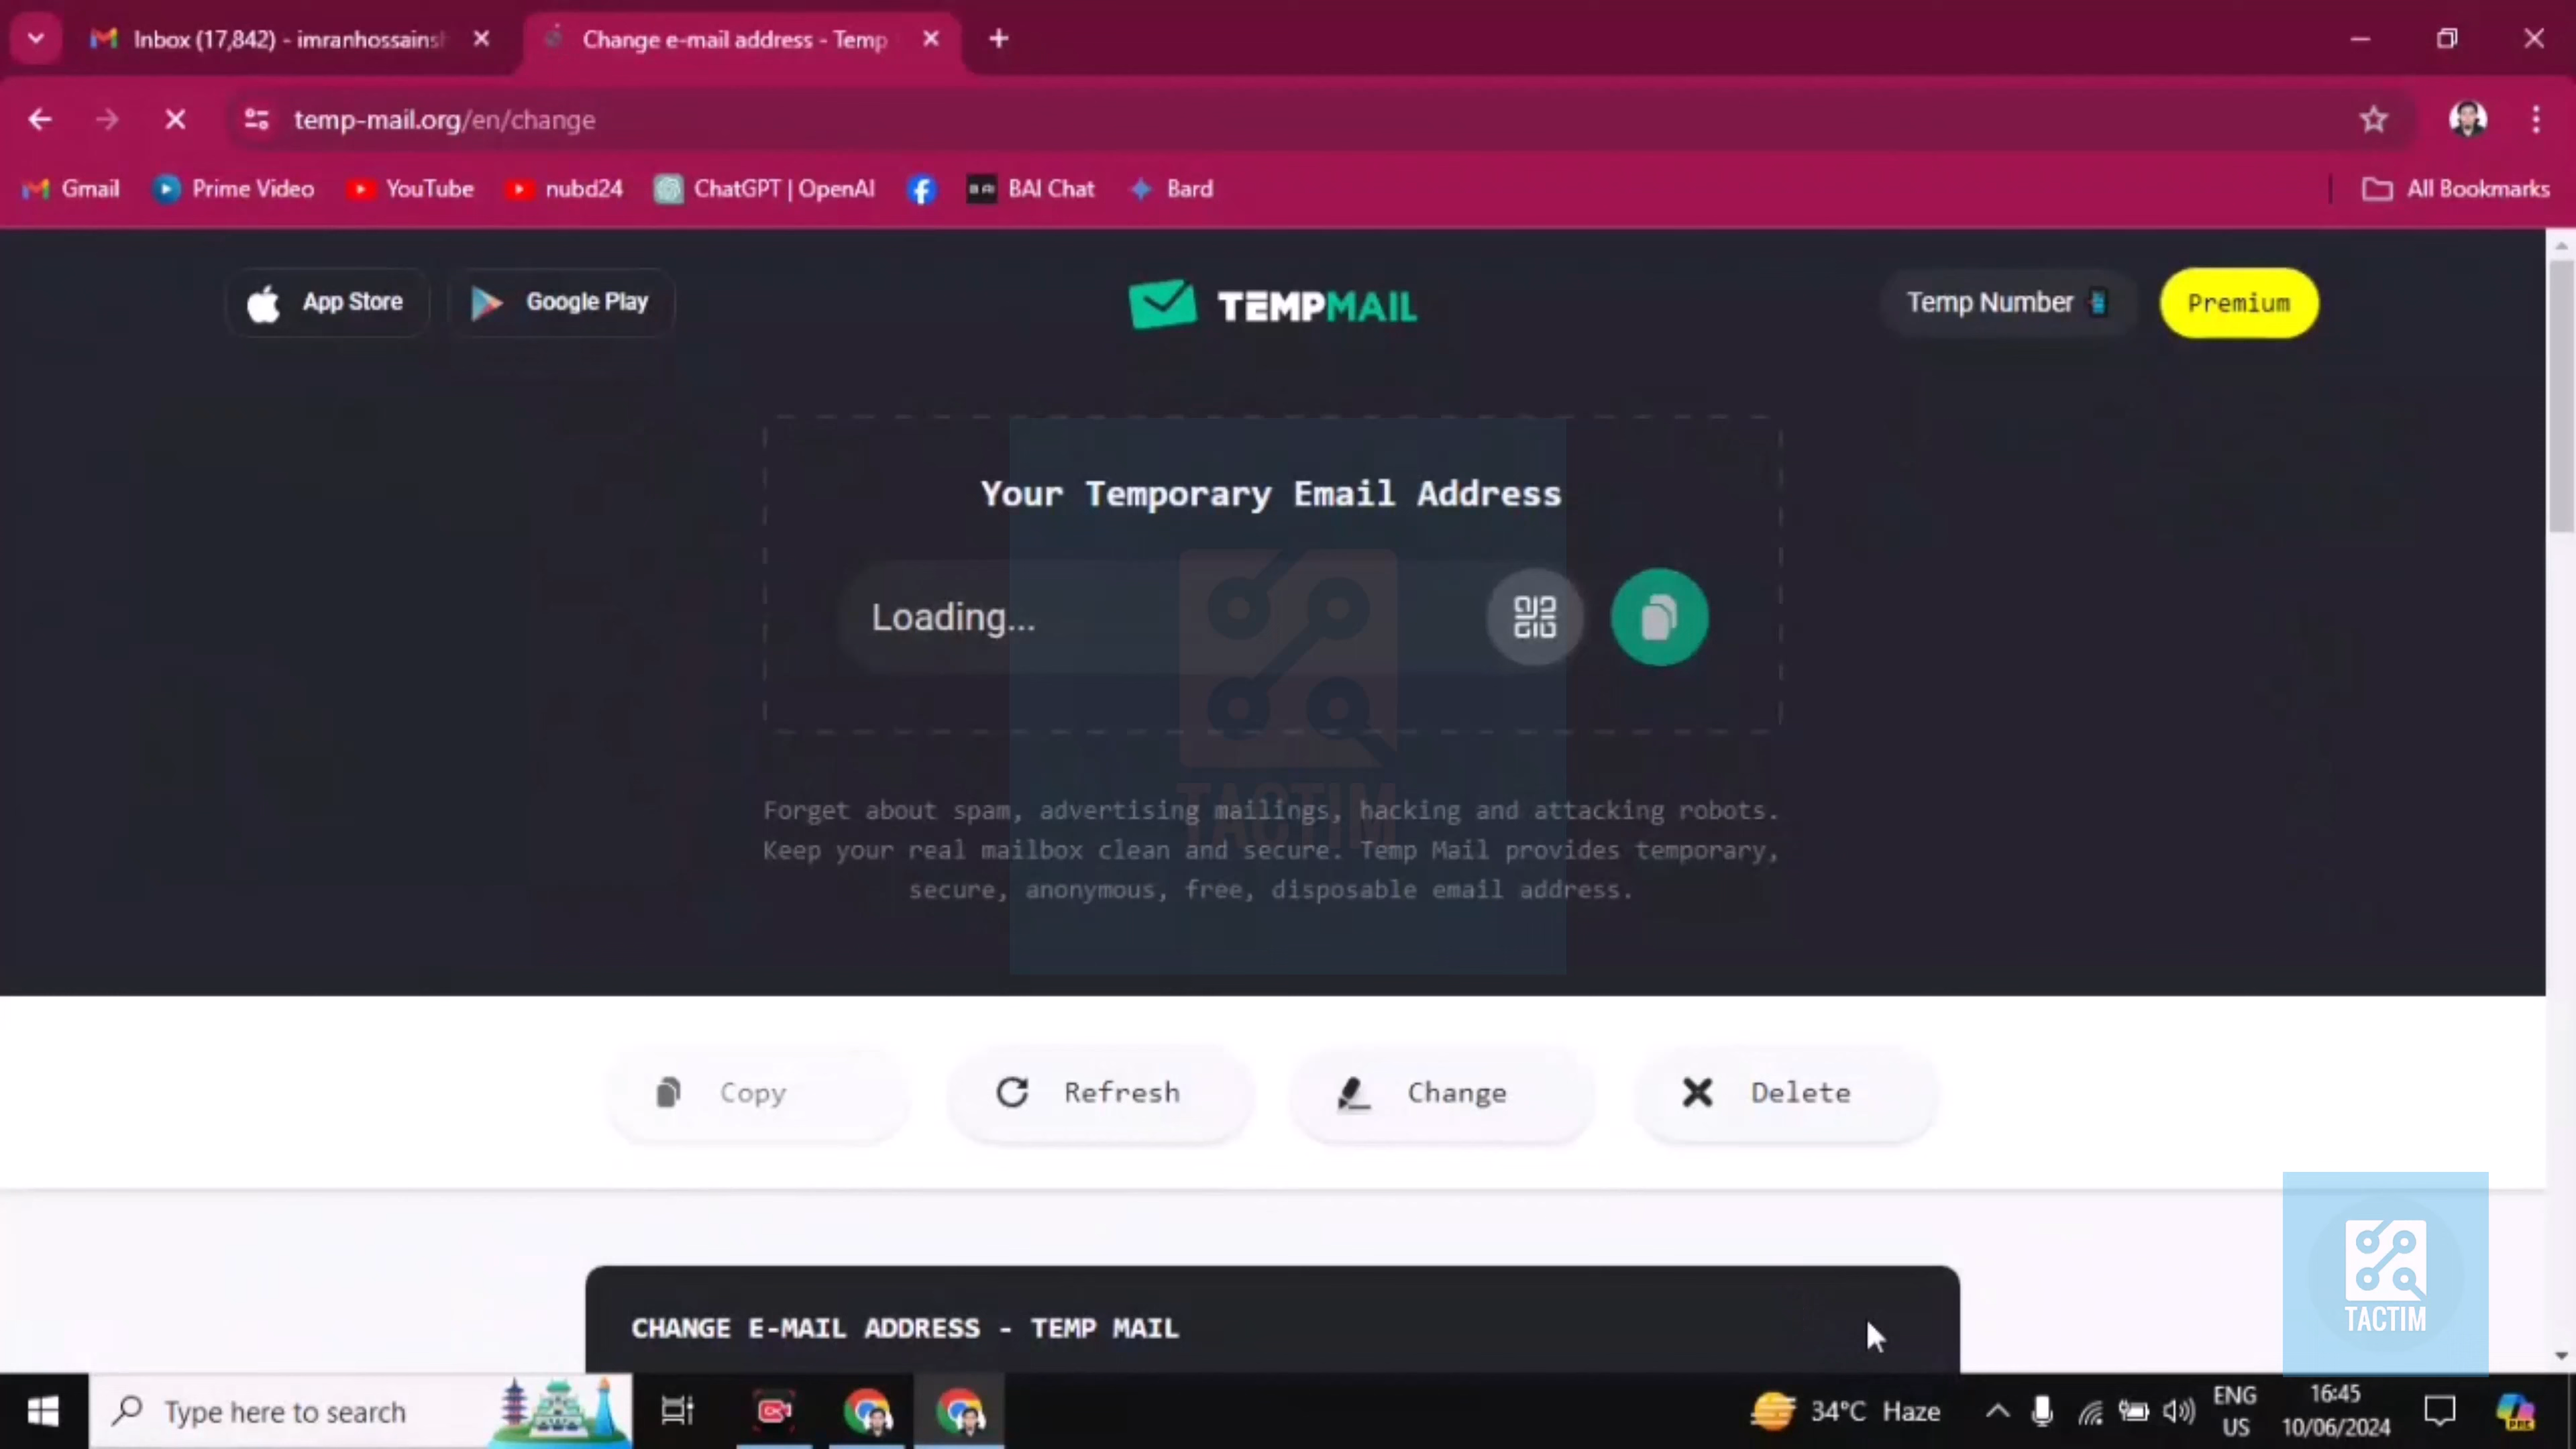 Inbox (17,842) - imranhossains
Change e-mail address - Temp
temp-mail.org/en/change
Gmail
Prime Video
YouTube
nubd24
ChatGPT | OpenAI
BAI Chat
Bard
All Bookmarks
App Store
Google Play
TEMPMAIL
Temp Number
Premium
Your Temporary Email Address
Loading...
TACTIM
Forget about spam, advertising mailings, hacking and attacking robots.
Keep your real mailbox clean and secure. Temp Mail provides temporary,
secure, anonymous, free, disposable email address.
Copy
Refresh
Change
Delete
CHANGE E-MAIL ADDRESS - TEMP MAIL
TACTIM
Type here to search
34°C Haze
ENG
US
16:45
10/06/2024
PRE